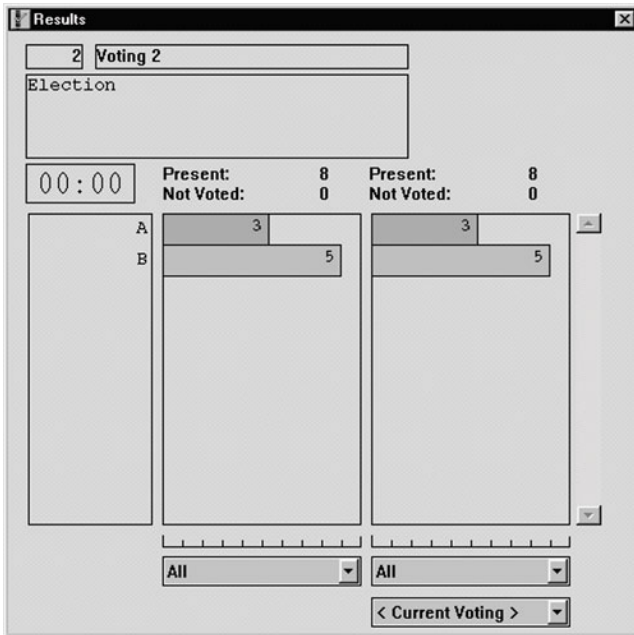 Results
2 Voting 2
Election
00:00 Present: 8 Present: 8
Not Voted: 0 Not Voted: 0
A 3 3
B 5 5
All All
< Current Voting >